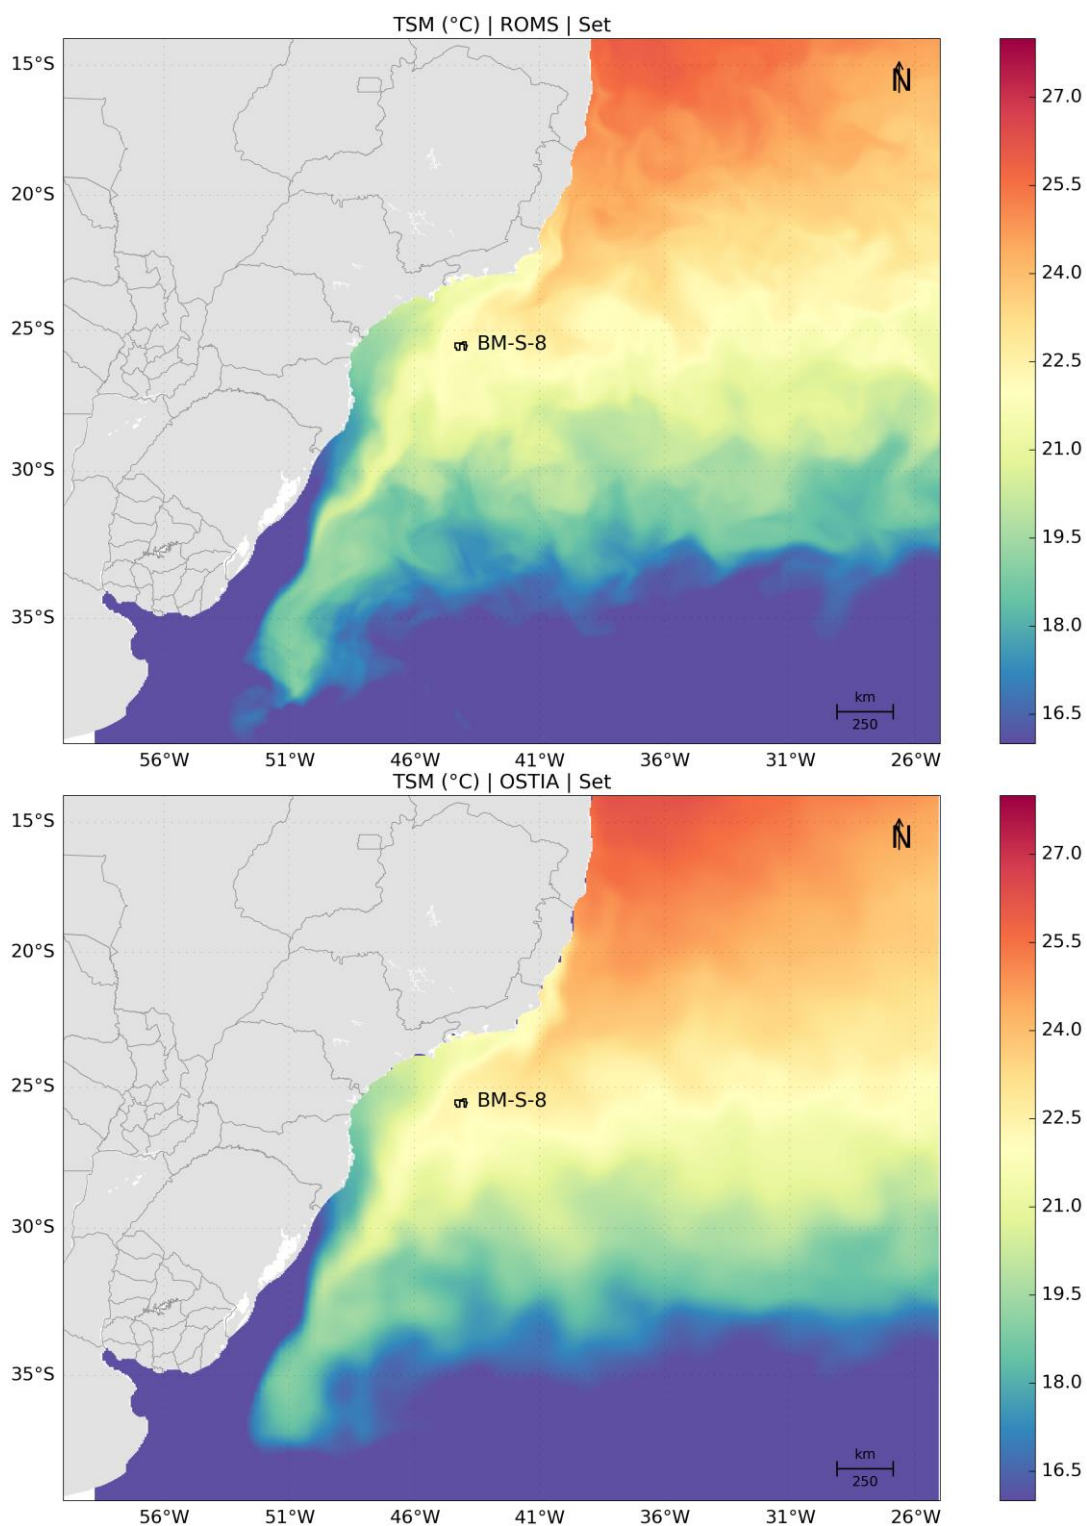 TSM (°C) | ROMS | Set
15°S
20°S
25°S
30°S
35°S
N
BM-S-8
km
250
56°W 51°W 46°W 41°W 36°W 31°W 26°W
27.0
25.5
24.0
22.5
21.0
19.5
18.0
16.5
TSM (°C) | OSTIA | Set
15°S
20°S
25°S
30°S
35°S
N
BM-S-8
km
250
56°W 51°W 46°W 41°W 36°W 31°W 26°W
27.0
25.5
24.0
22.5
21.0
19.5
18.0
16.5